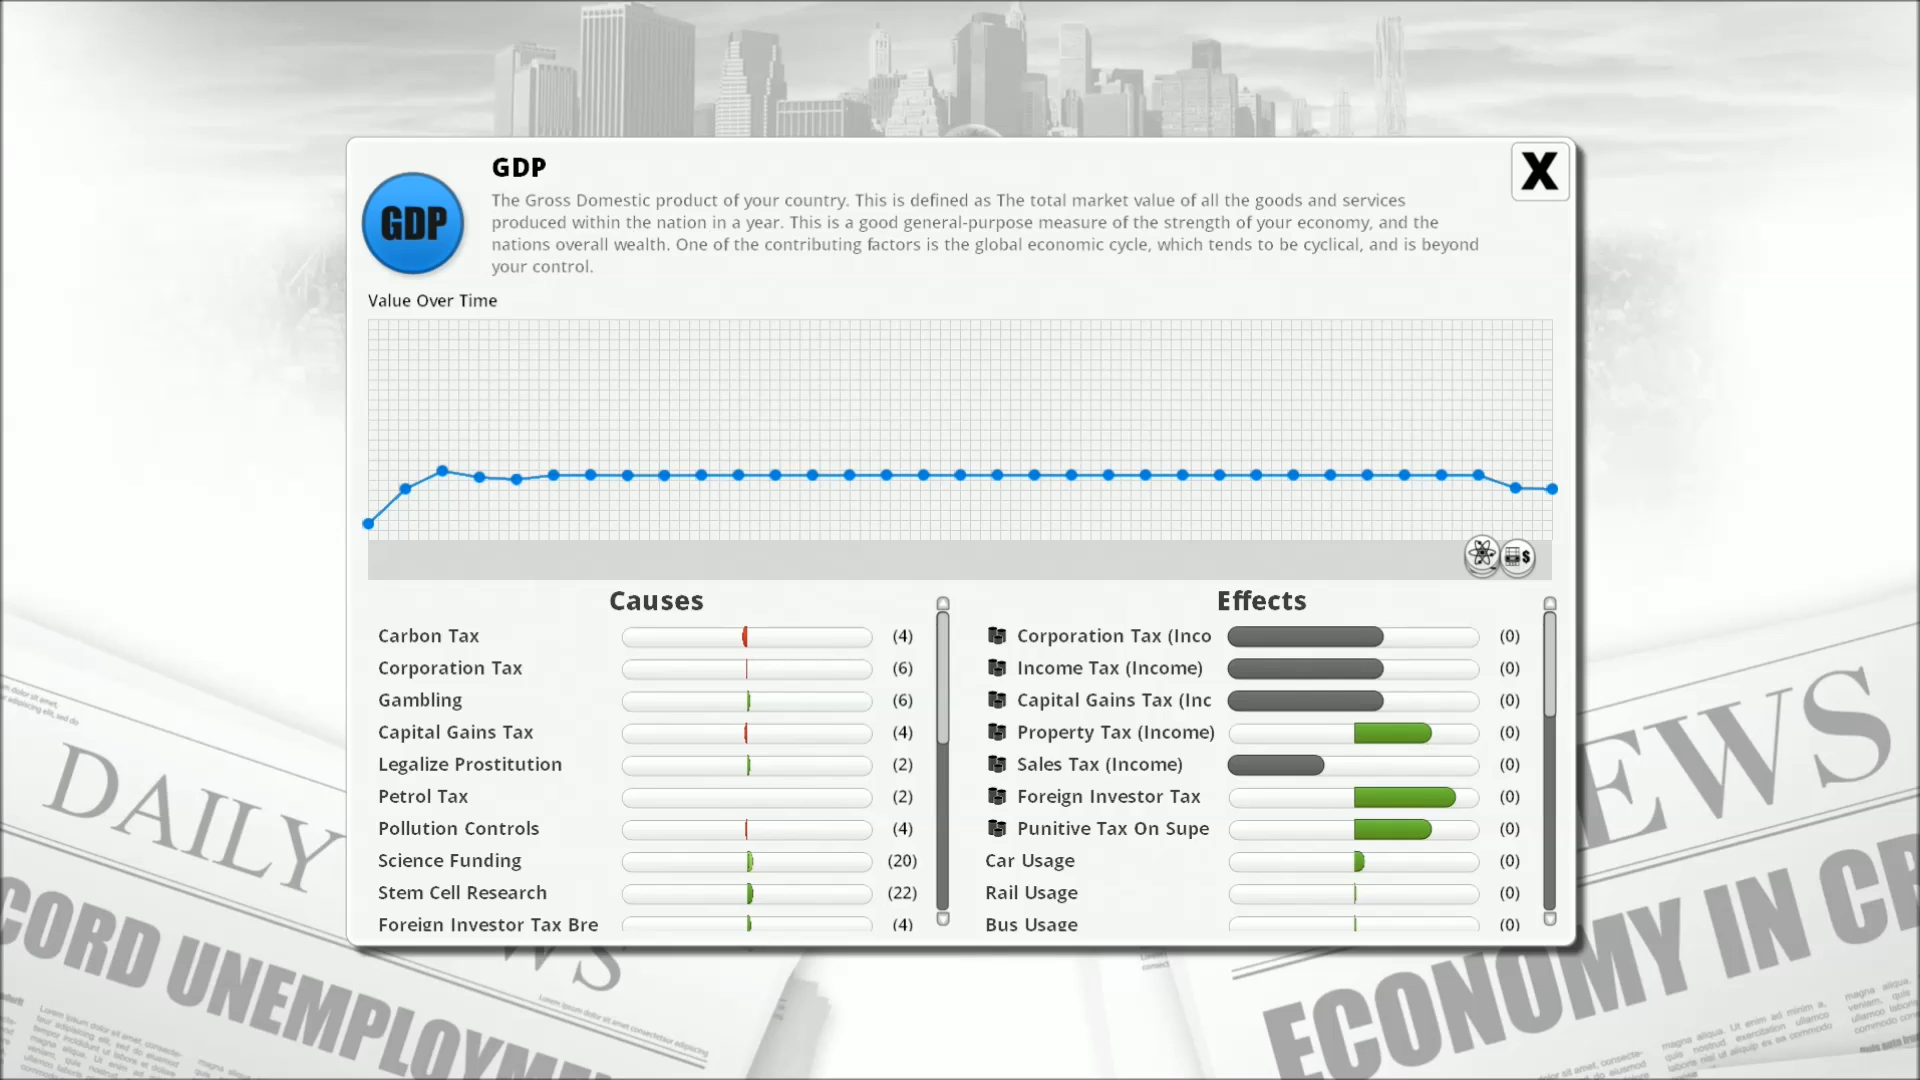 GDP
GDP
The Gross Domestic product of your country. This is defined as The total market value of all the goods and services
produced within the nation in a year. This is a good general-purpose measure of the strength of your economy, and the
nations overall wealth. One of the contributing factors is the global economic cycle, which tends to be cyclical, and is beyond
your control.
X
Value Over Time
$
Causes
Carbon Tax (4)
Corporation Tax (6)
Gambling (6)
Capital Gains Tax (4)
Legalize Prostitution (2)
Petrol Tax (2)
Pollution Controls (4)
Science Funding (20)
Stem Cell Research (22)
Foreign Investor Tax Bre (4)
Effects
Corporation Tax (Inco (0)
Income Tax (Income) (0)
Capital Gains Tax (Inc (0)
Property Tax (Income) (0)
Sales Tax (Income) (0)
Foreign Investor Tax (0)
Punitive Tax On Supe (0)
Car Usage (0)
Rail Usage (0)
Bus Usage (0)
DAILY
WS
CORD UNEMPLOYME
EWS
ECONOMY IN CR